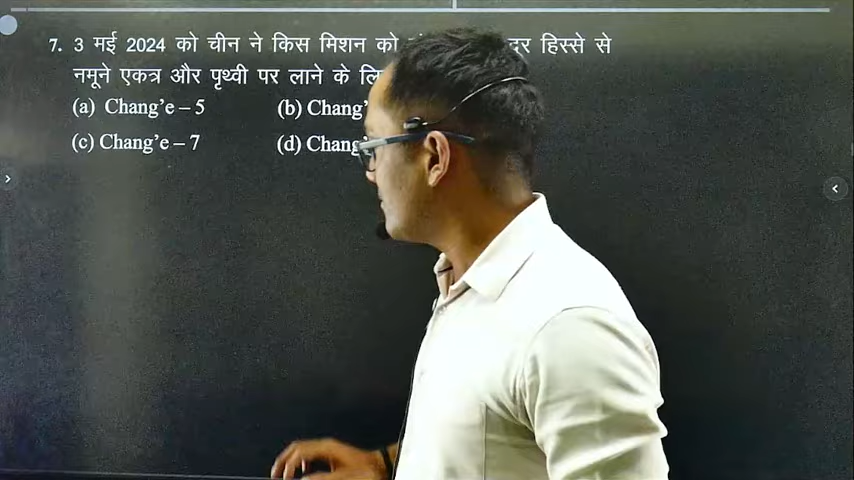 7. 3 मई 2024 को चीन ने किस मिशन को हिस्से से
नमूने एकत्र और पृथ्वी पर लाने के
(a) Chang'e – 5 (b) Chang'
(c) Chang'e – 7 (d) Chang'